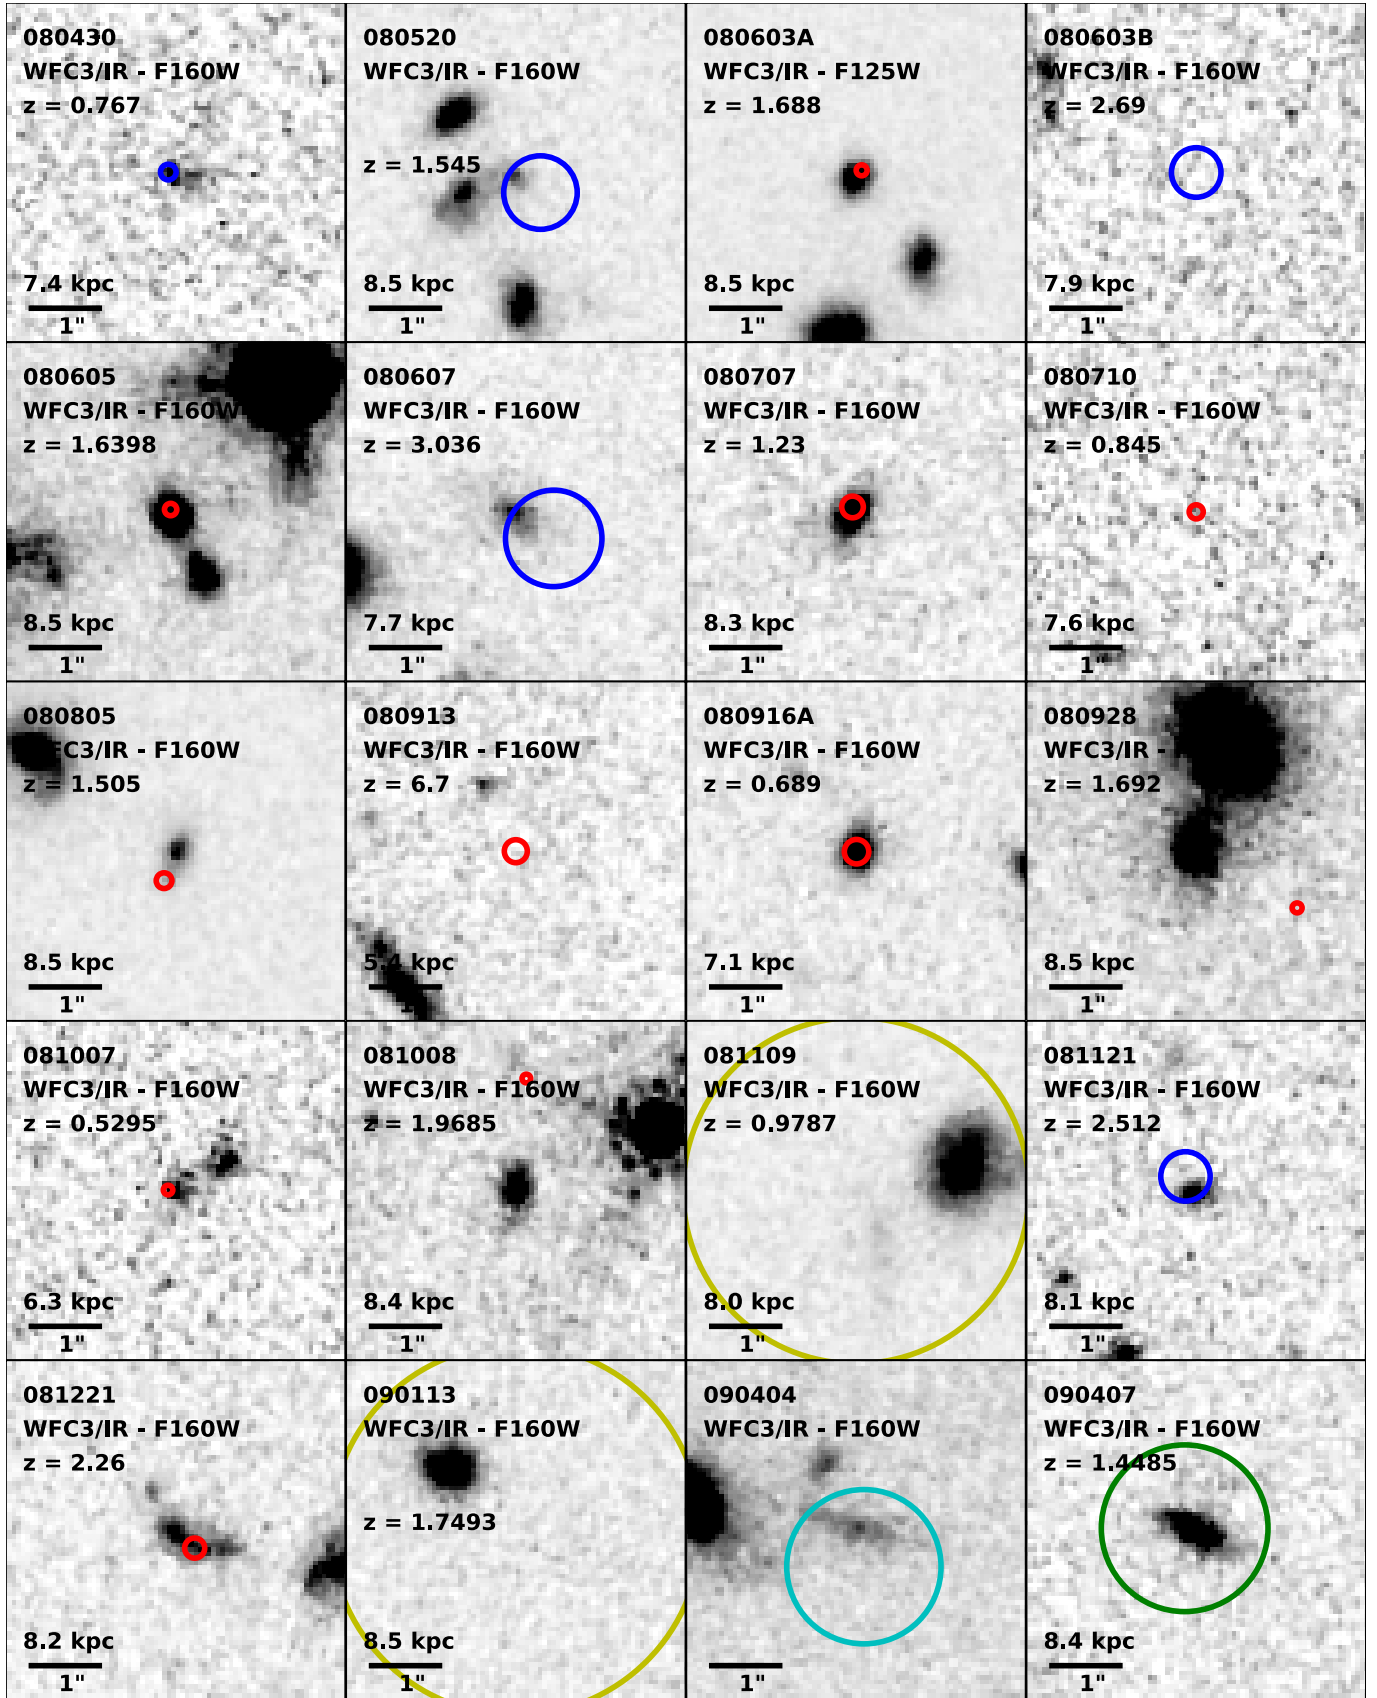 080430
WFC3/IR - F160W
z = 0.767
7.4 kpc
1"
080520
WFC3/IR - F160W
z = 1.545
8.5 kpc
1"
080603A
WFC3/IR - F125W
z = 1.688
8.5 kpc
1"
080603B
WFC3/IR - F160W
z = 2.69
7.9 kpc
1"
080605
WFC3/IR - F160W
z = 1.6398
8.5 kpc
1"
080607
WFC3/IR - F160W
z = 3.036
7.7 kpc
1"
080707
WFC3/IR - F160W
z = 1.23
8.3 kpc
1"
080710
WFC3/IR - F160W
z = 0.845
7.6 kpc
1"
080805
WFC3/IR - F160W
z = 1.505
8.5 kpc
1"
080913
WFC3/IR - F160W
z = 6.7
5.4 kpc
1"
080916A
WFC3/IR - F160W
z = 0.689
7.1 kpc
1"
080928
WFC3/IR -
z = 1.692
8.5 kpc
1"
081007
WFC3/IR - F160W
z = 0.5295
6.3 kpc
1"
081008
WFC3/IR - F160W
z = 1.9685
8.4 kpc
1"
081109
WFC3/IR - F160W
z = 0.9787
8.0 kpc
1"
081121
WFC3/IR - F160W
z = 2.512
8.1 kpc
1"
081221
WFC3/IR - F160W
z = 2.26
8.2 kpc
1"
090113
WFC3/IR - F160W
z = 1.7493
8.5 kpc
1"
090404
WFC3/IR - F160W
1"
090407
WFC3/IR - F160W
z = 1.4485
8.4 kpc
1"